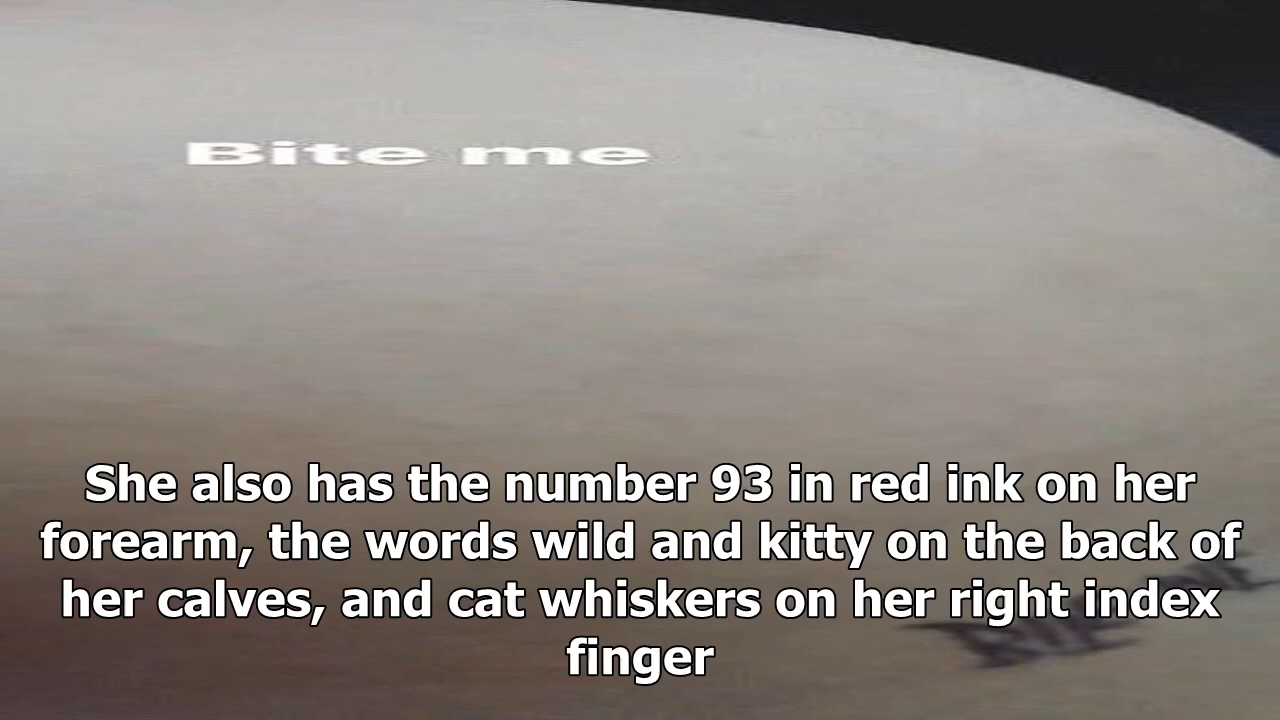 Bite me
She also has the number 93 in red ink on her
forearm, the words wild and kitty on the back of
her calves, and cat whiskers on her right index
finger